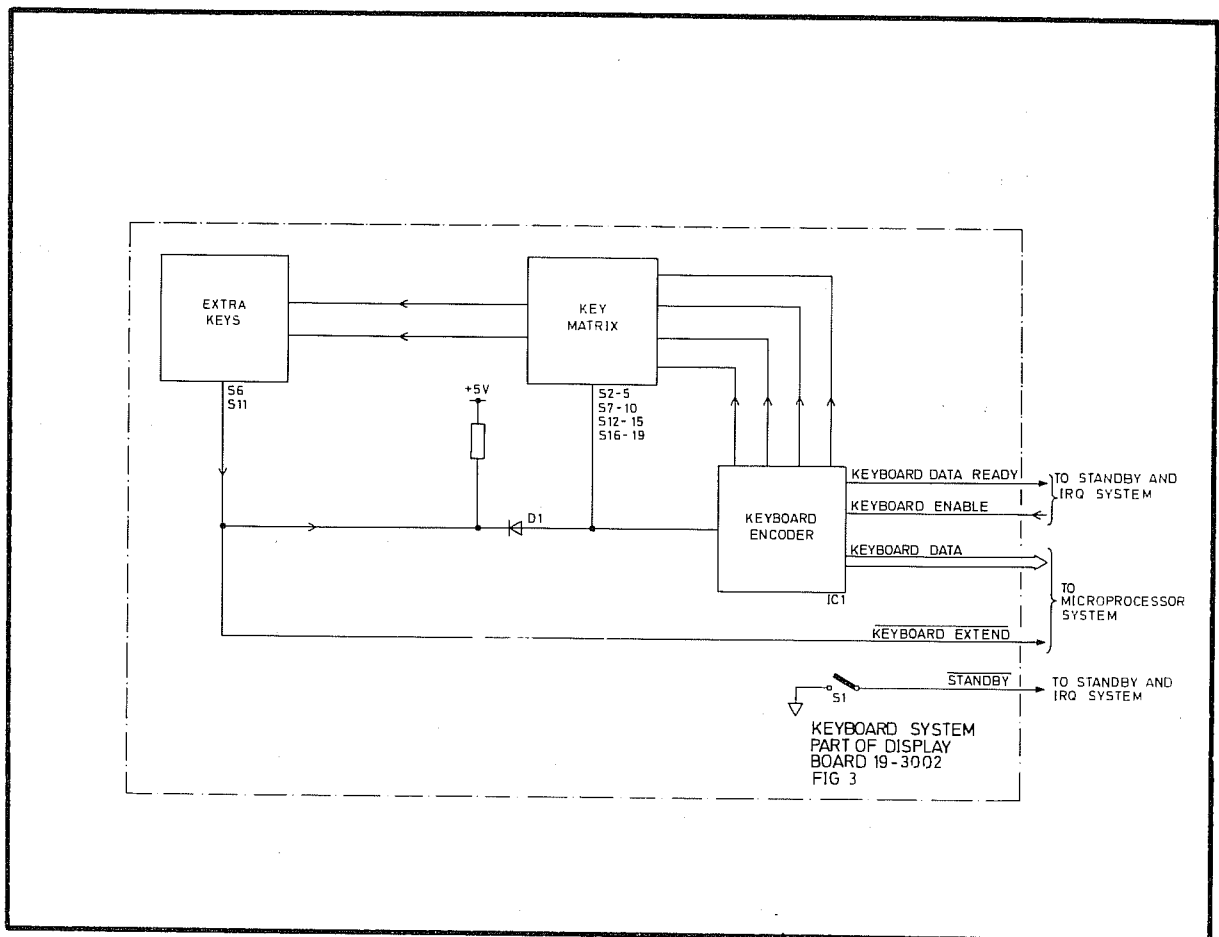 EXTRA
KEYS
S6
S11
KEY
MATRIX
S2-5
S7-10
S12-15
S16-19
+5V
D1
KEYBOARD
ENCODER
IC1
KEYBOARD DATA READY
KEYBOARD ENABLE
TO STANDBY AND
IRQ SYSTEM
KEYBOARD DATA
KEYBOARD EXTEND
TO
MICROPROCESSOR
SYSTEM
STANDBY
S1
TO STANDBY AND
IRQ SYSTEM
KEYBOARD SYSTEM
PART OF DISPLAY
BOARD 19-3002
FIG 3